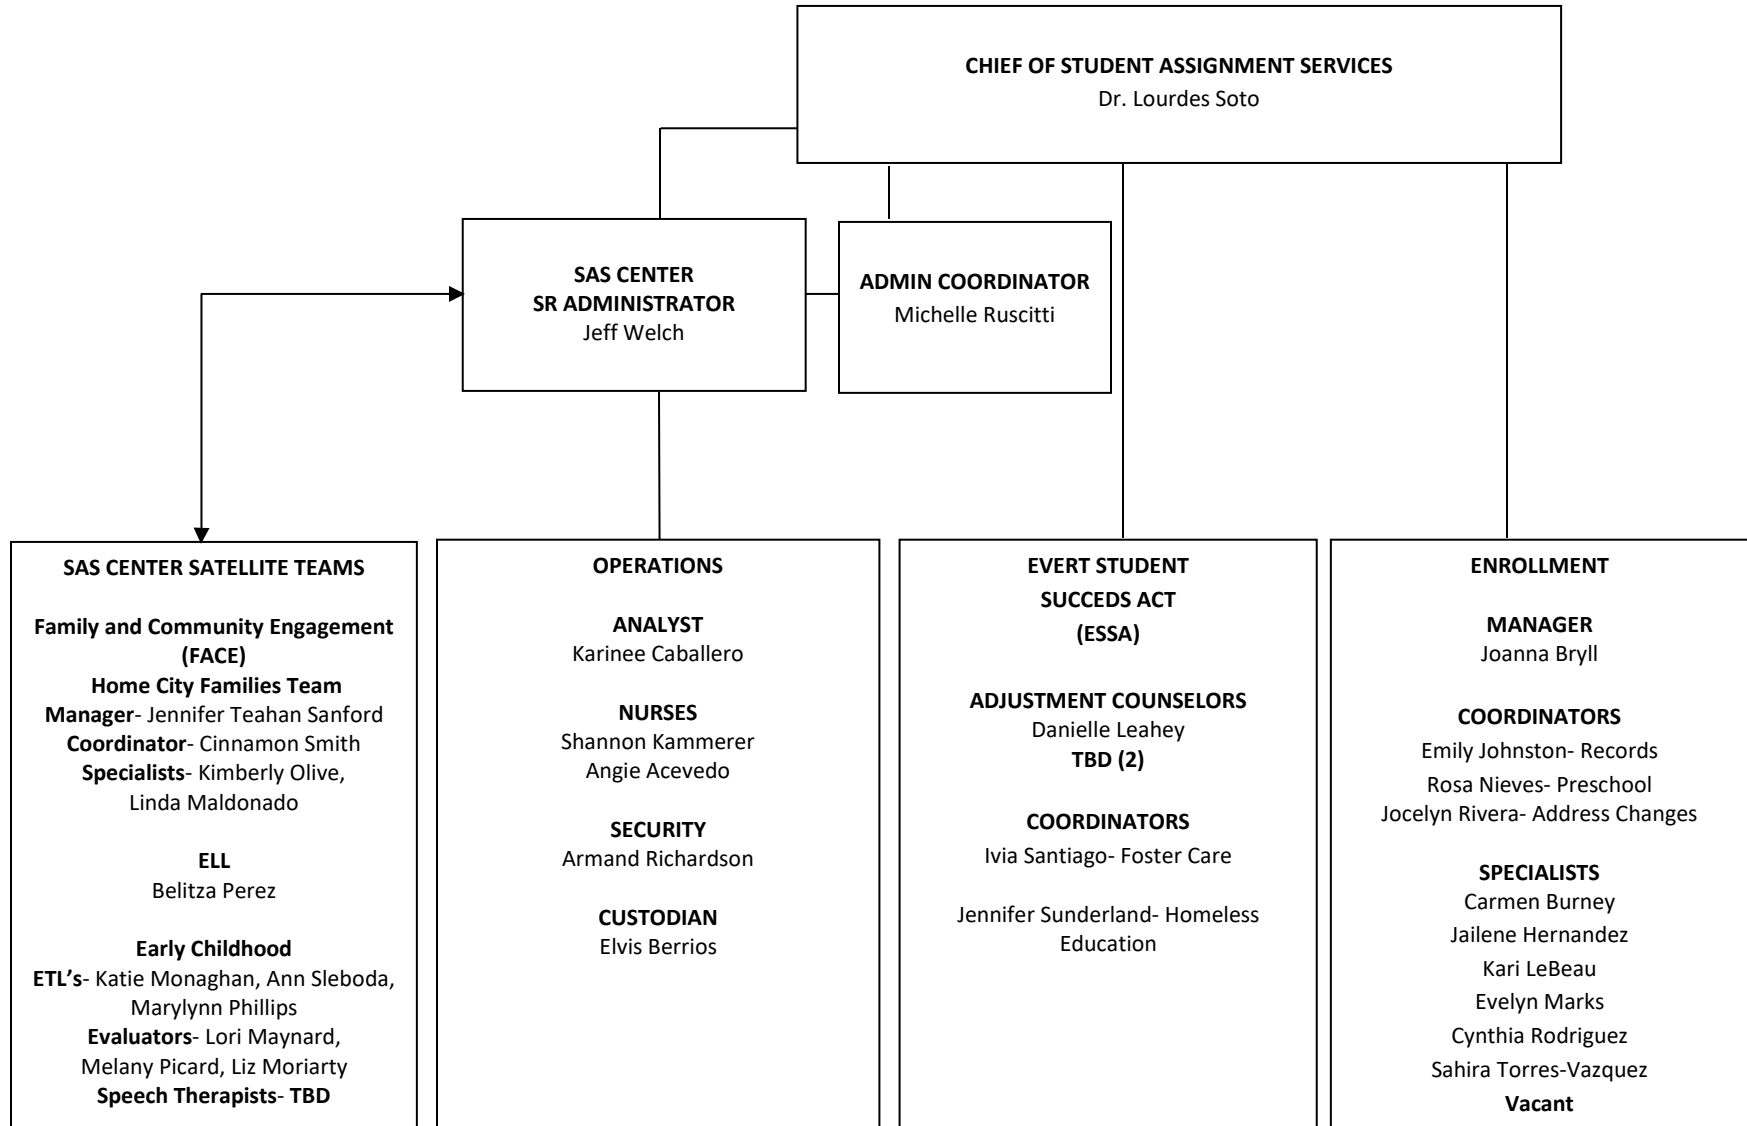 CHIEF OF STUDENT ASSIGNMENT SERVICES
Dr. Lourdes Soto
SAS CENTER
SR ADMINISTRATOR
Jeff Welch
ADMIN COORDINATOR
Michelle Ruscitti
SAS CENTER SATELLITE TEAMS
Family and Community Engagement
(FACE)
Home City Families Team
Manager- Jennifer Teahan Sanford
Coordinator- Cinnamon Smith
Specialists- Kimberly Olive,
Linda Maldonado
ELL
Belitza Perez
Early Childhood
ETL’s- Katie Monaghan, Ann Sleboda,
Marylynn Phillips
Evaluators- Lori Maynard,
Melany Picard, Liz Moriarty
Speech Therapists- TBD
OPERATIONS
ANALYST
Karinee Caballero
NURSES
Shannon Kammerer
Angie Acevedo
SECURITY
Armand Richardson
CUSTODIAN
Elvis Berrios
EVERT STUDENT
SUCCEDS ACT
(ESSA)
ADJUSTMENT COUNSELORS
Danielle Leahey
TBD (2)
COORDINATORS
Ivia Santiago- Foster Care
Jennifer Sunderland- Homeless
Education
ENROLLMENT
MANAGER
Joanna Bryll
COORDINATORS
Emily Johnston- Records
Rosa Nieves- Preschool
Jocelyn Rivera- Address Changes
SPECIALISTS
Carmen Burney
Jailene Hernandez
Kari LeBeau
Evelyn Marks
Cynthia Rodriguez
Sahira Torres-Vazquez
Vacant